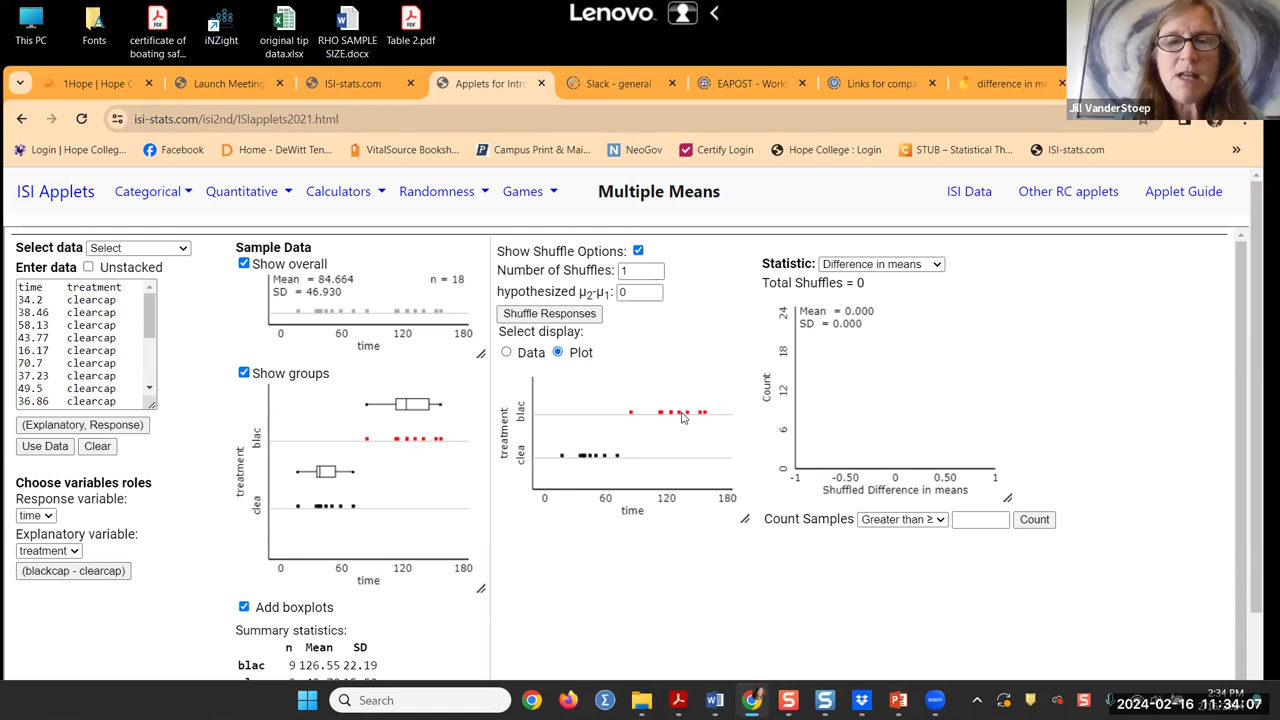 Lenovo
This PC
Fonts
certificate of
boating saf...
iNZight
original tip
data.xlsx
RHO SAMPLE
SIZE.docx
Table 2.pdf
Jill VanderStoep
1Hope | Hope C
Launch Meeting
ISI-stats.com
Applets for Intro
Slack - general
EAPOST - Work
Links for compa
difference in me
isi-stats.com/isi2nd/ISIapplets2021.html
Login | Hope Colleg...
Facebook
Home - DeWitt Ten...
VitalSource Booksh...
Campus Print & Mai...
NeoGov
Certify Login
Hope College : Login
STUB – Statistical Th...
ISI-stats.com
ISI Applets
Categorical
Quantitative
Calculators
Randomness
Games
Multiple Means
ISI Data
Other RC applets
Applet Guide
Select data Select
Enter data Unstacked
time treatment
34.2 clearcap
38.46 clearcap
58.13 clearcap
43.77 clearcap
16.17 clearcap
70.7 clearcap
37.23 clearcap
49.5 clearcap
36.86 clearcap
(Explanatory, Response)
Use Data Clear
Choose variables roles
Response variable:
time
Explanatory variable:
treatment
(blackcap - clearcap)
Sample Data
Show overall
Mean = 84.664 n = 18
SD = 46.930
0 60 120 180
time
Show groups
treatment
blac
clea
0 60 120 180
time
Add boxplots
Summary statistics:
n Mean SD
blac 9 126.55 22.19
Show Shuffle Options:
Number of Shuffles: 1
hypothesized μ2-μ1: 0
Shuffle Responses
Select display:
Data Plot
treatment
blac
clea
0 60 120 180
time
Statistic: Difference in means
Total Shuffles = 0
Mean = 0.000
SD = 0.000
Count
24
18
12
6
0
-1 -0.50 0 0.50 1
Shuffled Difference in means
Count Samples Greater than ≥ Count
Search
2:34 PM
2024-02-16 11:34:07